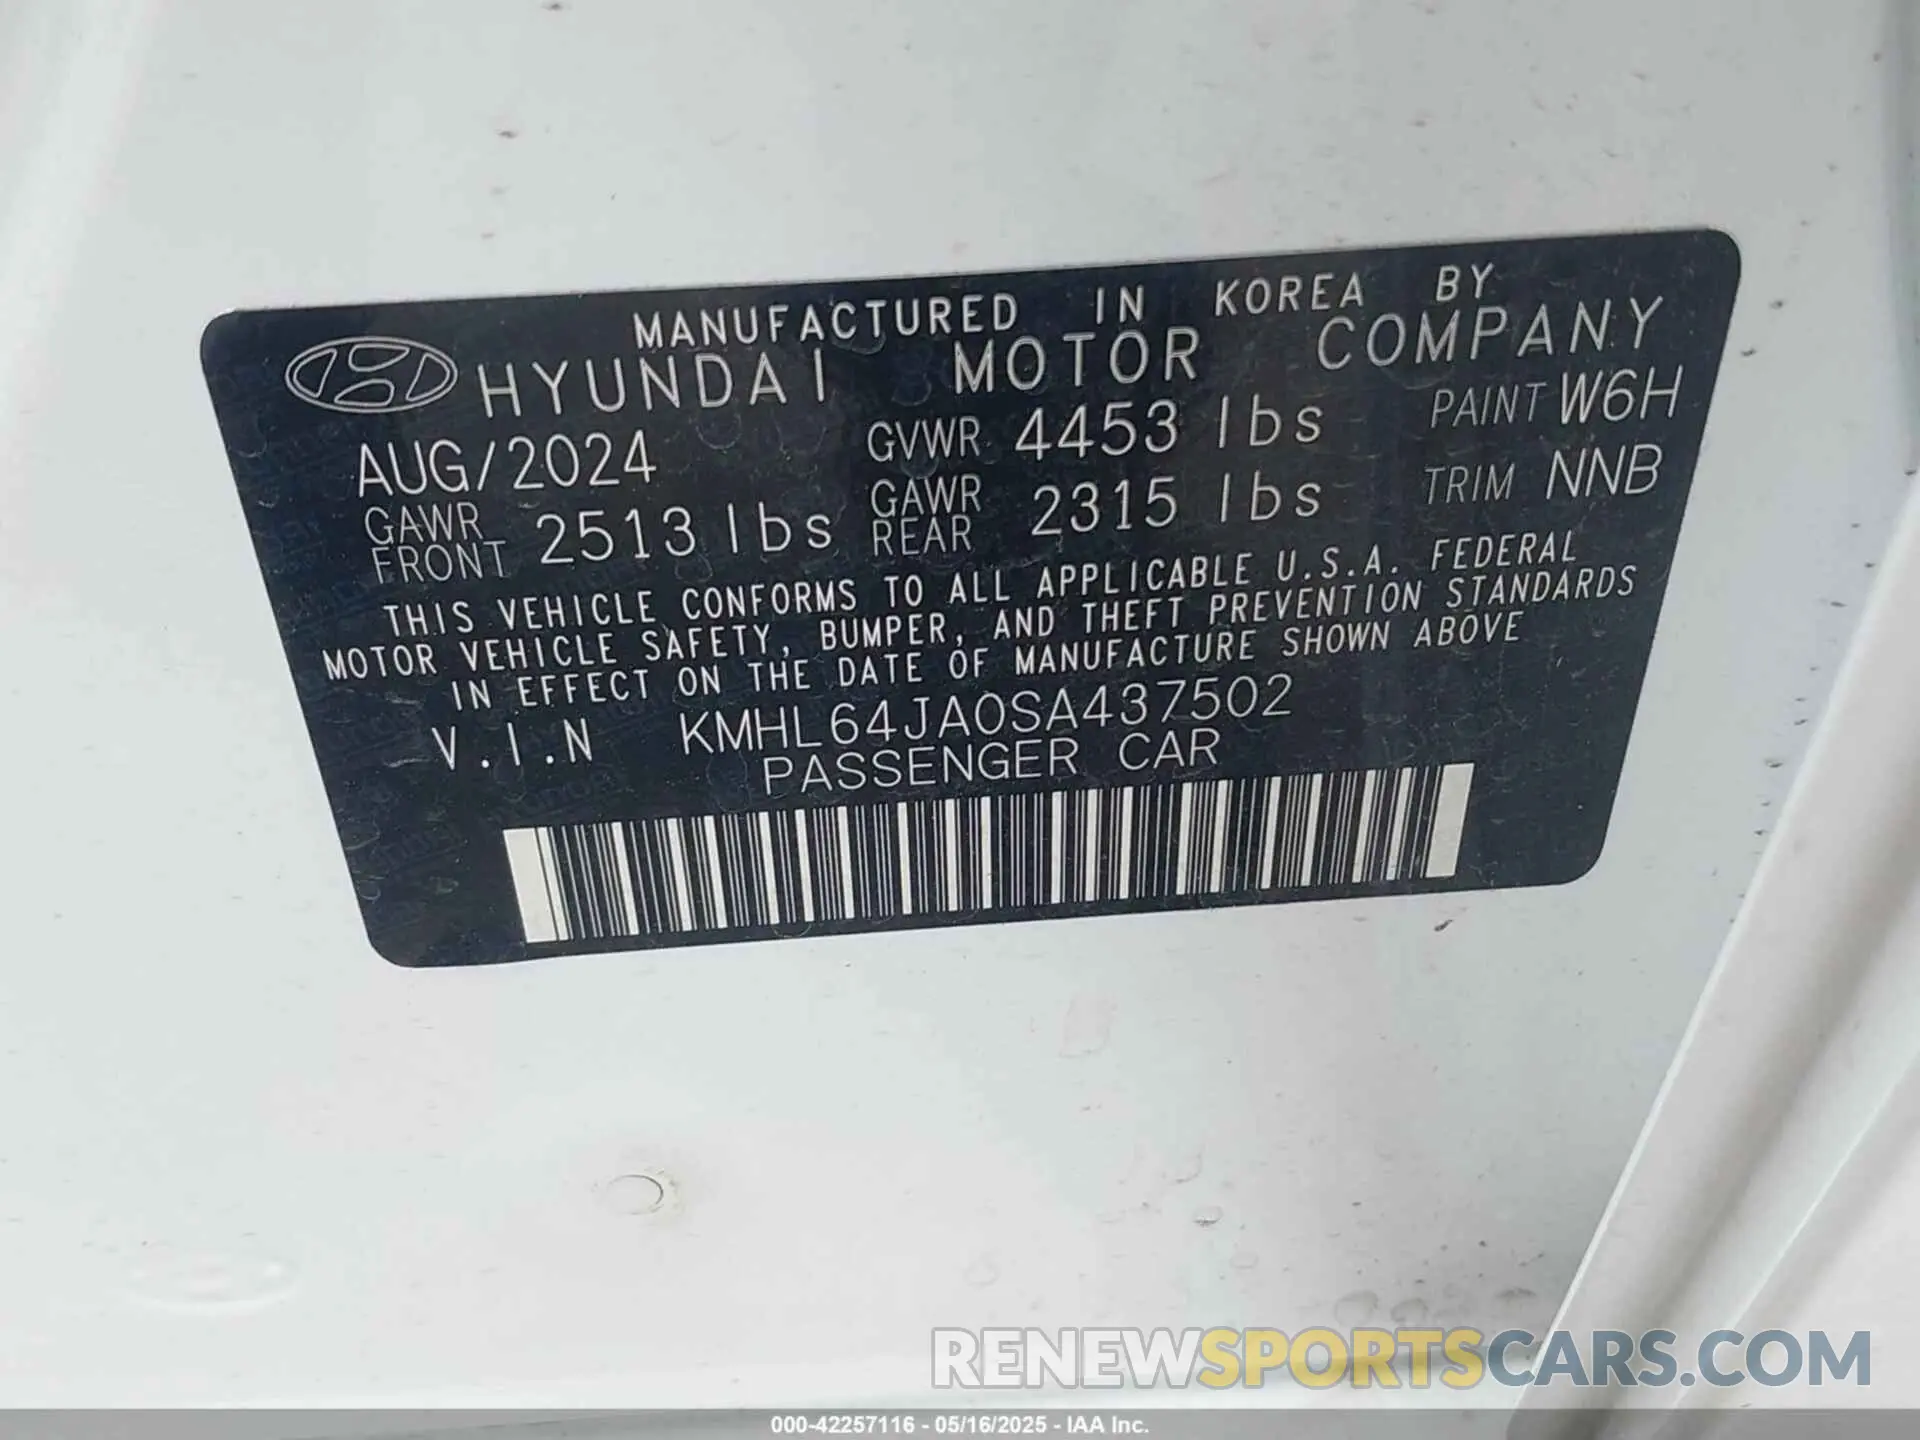 MANUFACTURED IN KOREA BY
HYUNDAI MOTOR COMPANY
AUG/2024 GVWR 4453 lbs PAINT W6H
GAWR FRONT 2513 lbs GAWR REAR 2315 lbs TRIM NNB
THIS VEHICLE CONFORMS TO ALL APPLICABLE U.S.A. FEDERAL
MOTOR VEHICLE SAFETY, BUMPER, AND THEFT PREVENTION STANDARDS
IN EFFECT ON THE DATE OF MANUFACTURE SHOWN ABOVE
V.I.N KMHL64JA0SA437502
PASSENGER CAR
RENEWSPORTSCARS.COM
000-42257116 - 05/16/2025 - IAA Inc.